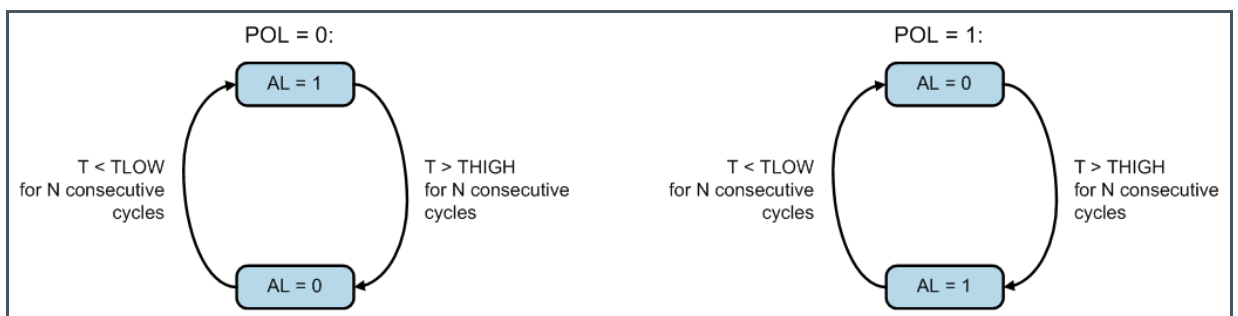 POL = 0:
AL = 1
T < TLOW
for N consecutive
cycles
T > THIGH
for N consecutive
cycles
AL = 0
POL = 1:
AL = 0
T < TLOW
for N consecutive
cycles
T > THIGH
for N consecutive
cycles
AL = 1